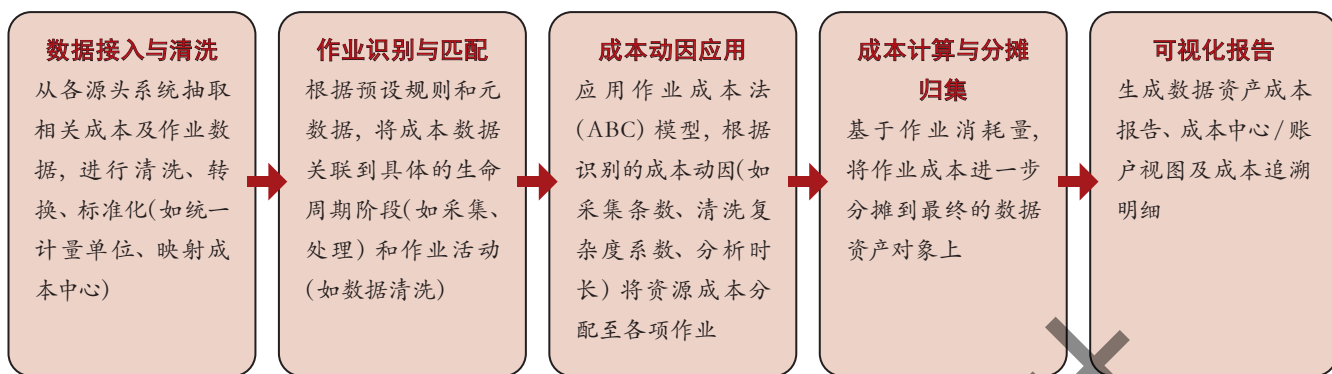 数据接入与清洗
从各源头系统抽取
相关成本及作业数
据, 进行清洗、转
换、标准化(如统一
计量单位、映射成
本中心)
作业识别与匹配
根据预设规则和元
数据, 将成本数据
关联到具体的生命
周期阶段(如采集、
处理) 和作业活动
(如数据清洗)
成本动因应用
应用作业成本法
(ABC) 模型, 根据
识别的成本动因(如
采集条数、清洗复
杂度系数、分析时
长) 将资源成本分
配至各项作业
成本计算与分摊
归集
基于作业消耗量,
将作业成本进一步
分摊到最终的数据
资产对象上
可视化报告
生成数据资产成本
报告、成本中心/账
户视图及成本追溯
明细